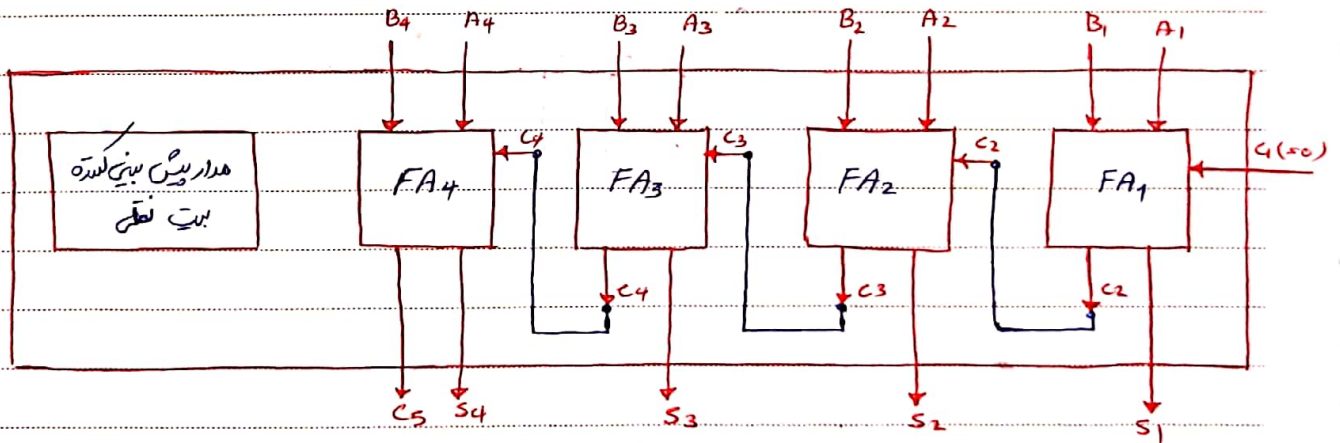 B4 A4 B3 A3 B2 A2 B1 A1
مدار پیش بینی کننده
بیت نقلی
FA4 C4 FA3 C3 FA2 C2 FA1 C1(=0)
C4 C3 C2
C5 S4 S3 S2 S1